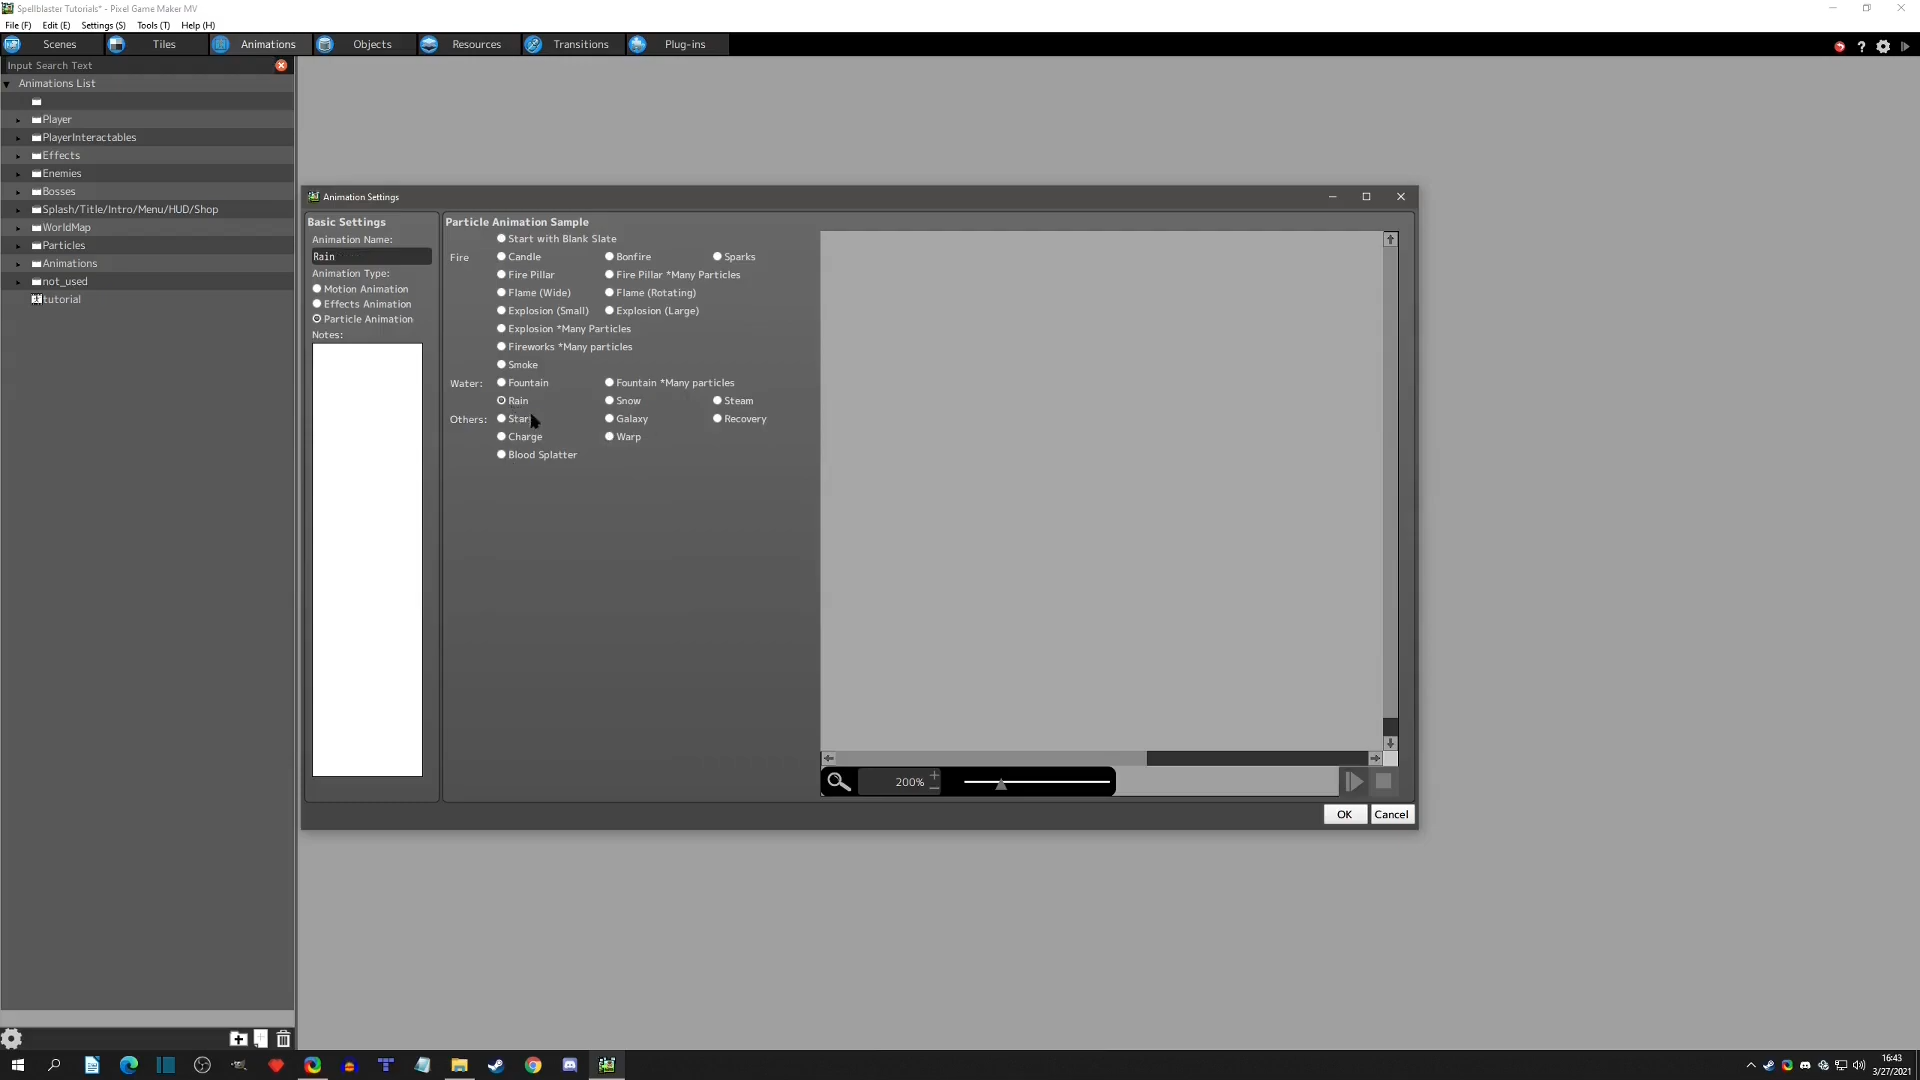 Spellblaster Tutorials* - Pixel Game Maker MV
File (F) Edit (E) Settings (S) Tools (T) Help (H)
Scenes Tiles Animations Objects Resources Transitions Plug-ins
Input Search Text
Animations List
Player
PlayerInteractables
Effects
Enemies
Bosses
Splash/Title/Intro/Menu/HUD/Shop
WorldMap
Particles
Animations
not_used
tutorial
Animation Settings
Basic Settings
Animation Name:
Rain
Animation Type:
Motion Animation
Effects Animation
Particle Animation
Notes:
Particle Animation Sample
Start with Blank Slate
Fire Candle Bonfire Sparks
Fire Pillar Fire Pillar *Many Particles
Flame (Wide) Flame (Rotating)
Explosion (Small) Explosion (Large)
Explosion *Many Particles
Fireworks *Many particles
Smoke
Water: Fountain Fountain *Many particles
Rain Snow Steam
Others: Star Galaxy Recovery
Charge Warp
Blood Splatter
200%
OK Cancel
16:43
3/27/2021